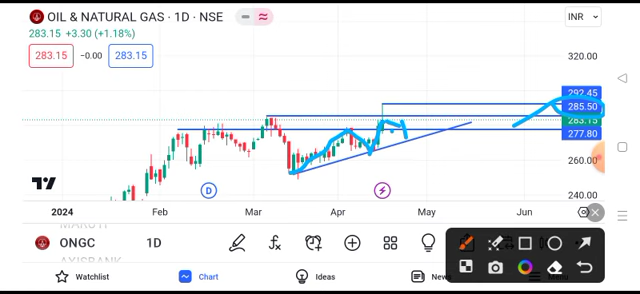 OIL & NATURAL GAS · 1D · NSE
INR
283.15 +3.30 (+1.18%)
283.15 −0.00 283.15
320.00
292.45
285.50
283.15
277.80
260.00
240.00
D
2024 Feb Mar Apr May Jun
ONGC 1D
AXISBANK
Watchlist Chart Ideas News Menu